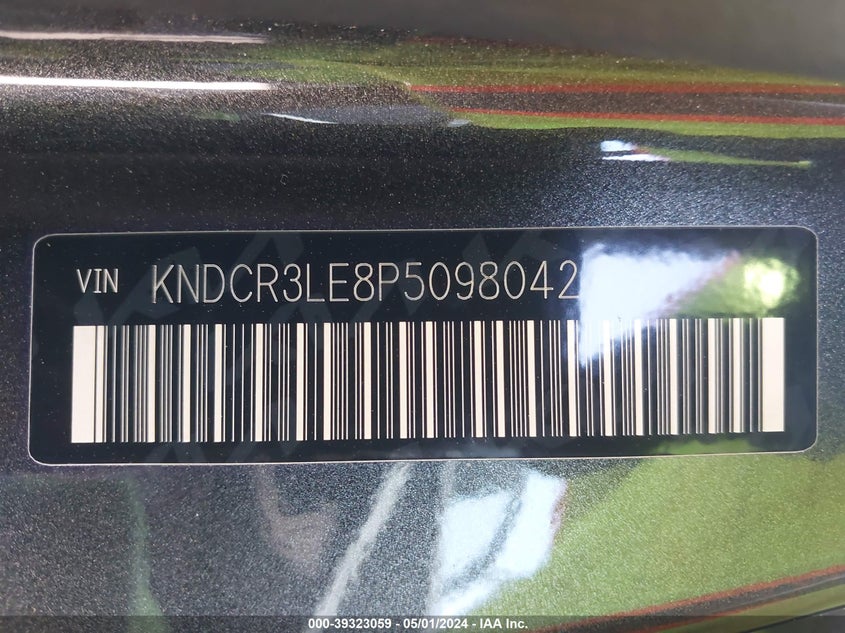 VIN KNDCR3LE8P5098042
000-39323059 - 05/01/2024 - IAA Inc.